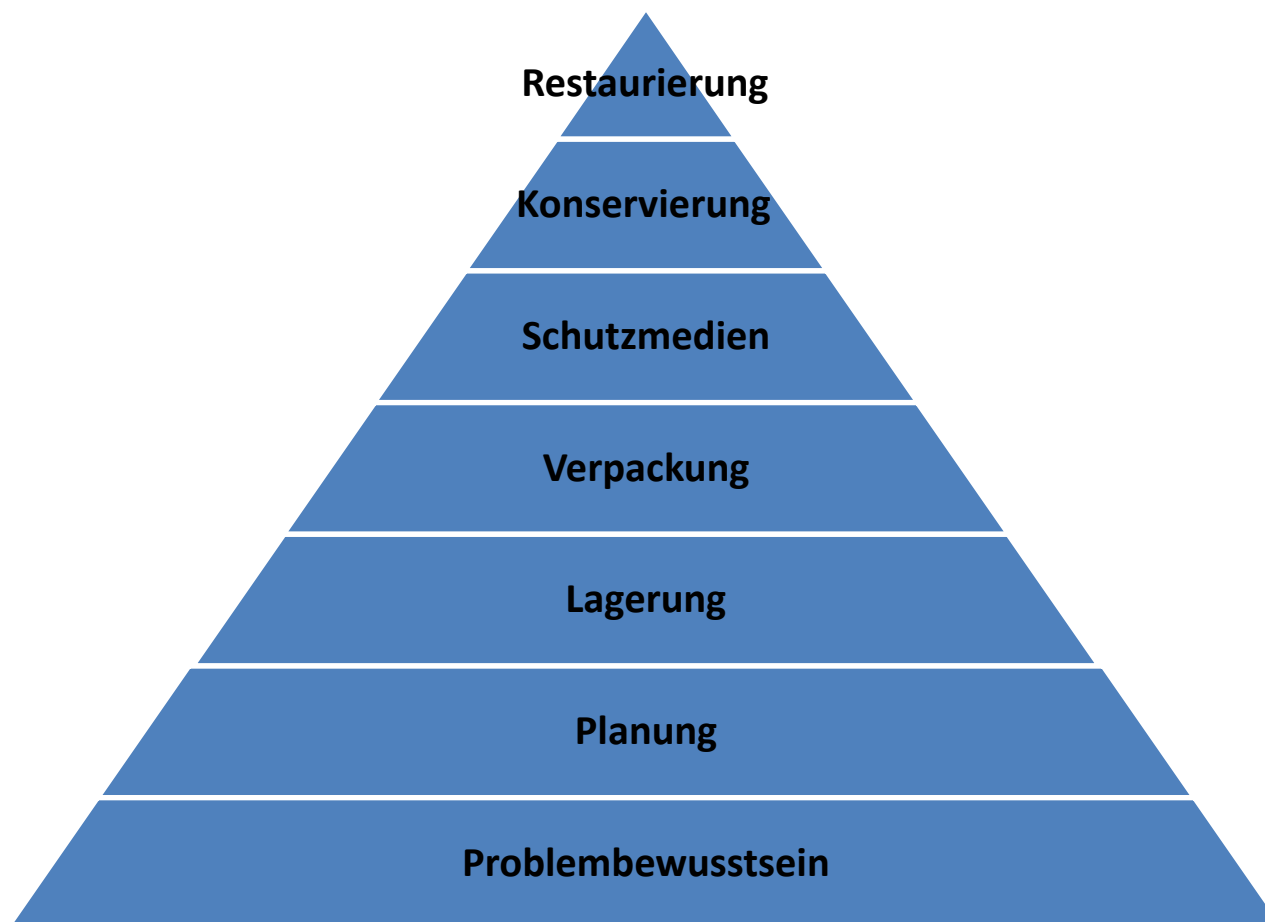 Restaurierung
Konservierung
Schutzmedien
Verpackung
Lagerung
Planung
Problembewusstsein